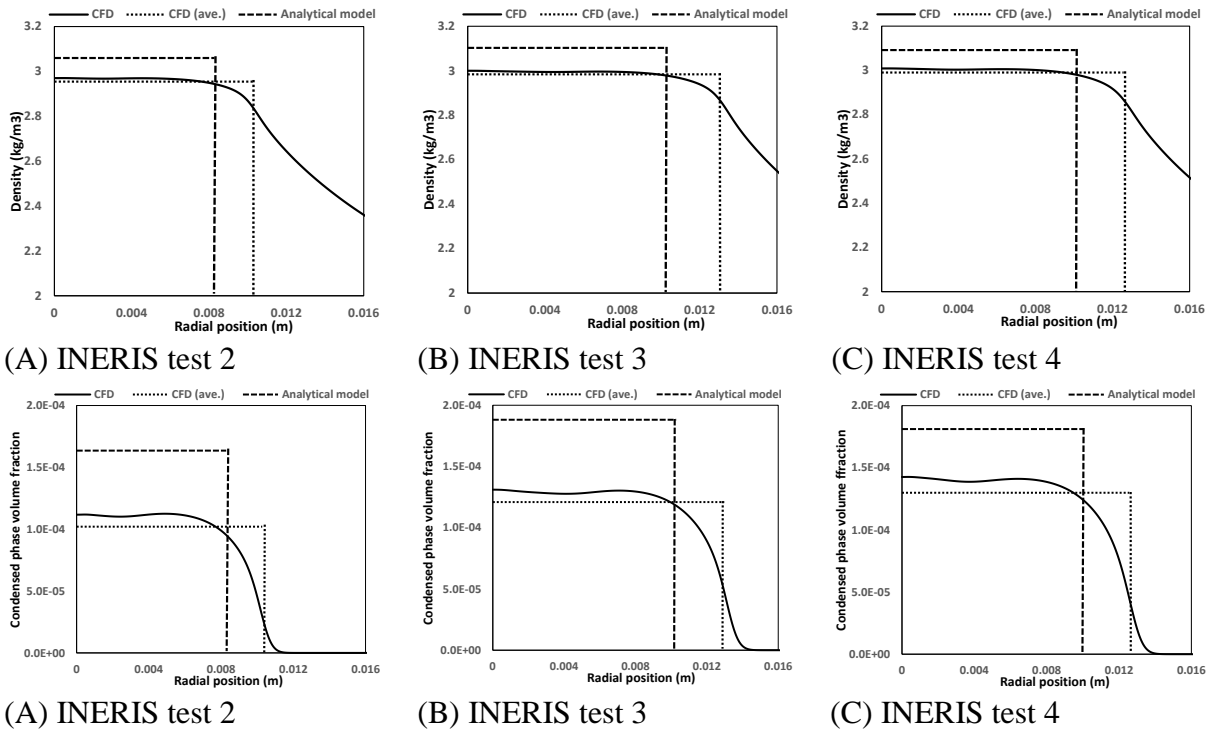 CFD CFD (ave.) Analytical model
3.2
3
2.8
2.6
2.4
2.2
2
Density (kg/m3)
0 0.004 0.008 0.012 0.016
Radial position (m)
(A) INERIS test 2
CFD CFD (ave.) Analytical model
3.2
3
2.8
2.6
2.4
2.2
2
Density (kg/m3)
0 0.004 0.008 0.012 0.016
Radial position (m)
(B) INERIS test 3
CFD CFD (ave.) Analytical model
3.2
3
2.8
2.6
2.4
2.2
2
Density (kg/m3)
0 0.004 0.008 0.012 0.016
Radial position (m)
(C) INERIS test 4
CFD CFD (ave.) Analytical model
2.0E-04
1.5E-04
1.0E-04
5.0E-05
0.0E+00
Condensed phase volume fraction
0 0.004 0.008 0.012 0.016
Radial position (m)
(A) INERIS test 2
CFD CFD (ave.) Analytical model
2.0E-04
1.5E-04
1.0E-04
5.0E-05
0.0E+00
Condensed phase volume fraction
0 0.004 0.008 0.012 0.016
Radial position (m)
(B) INERIS test 3
CFD CFD (ave.) Analytical model
2.0E-04
1.5E-04
1.0E-04
5.0E-05
0.0E+00
Condensed phase volume ffraction
0 0.004 0.008 0.012 0.016
Radial position (m)
(C) INERIS test 4